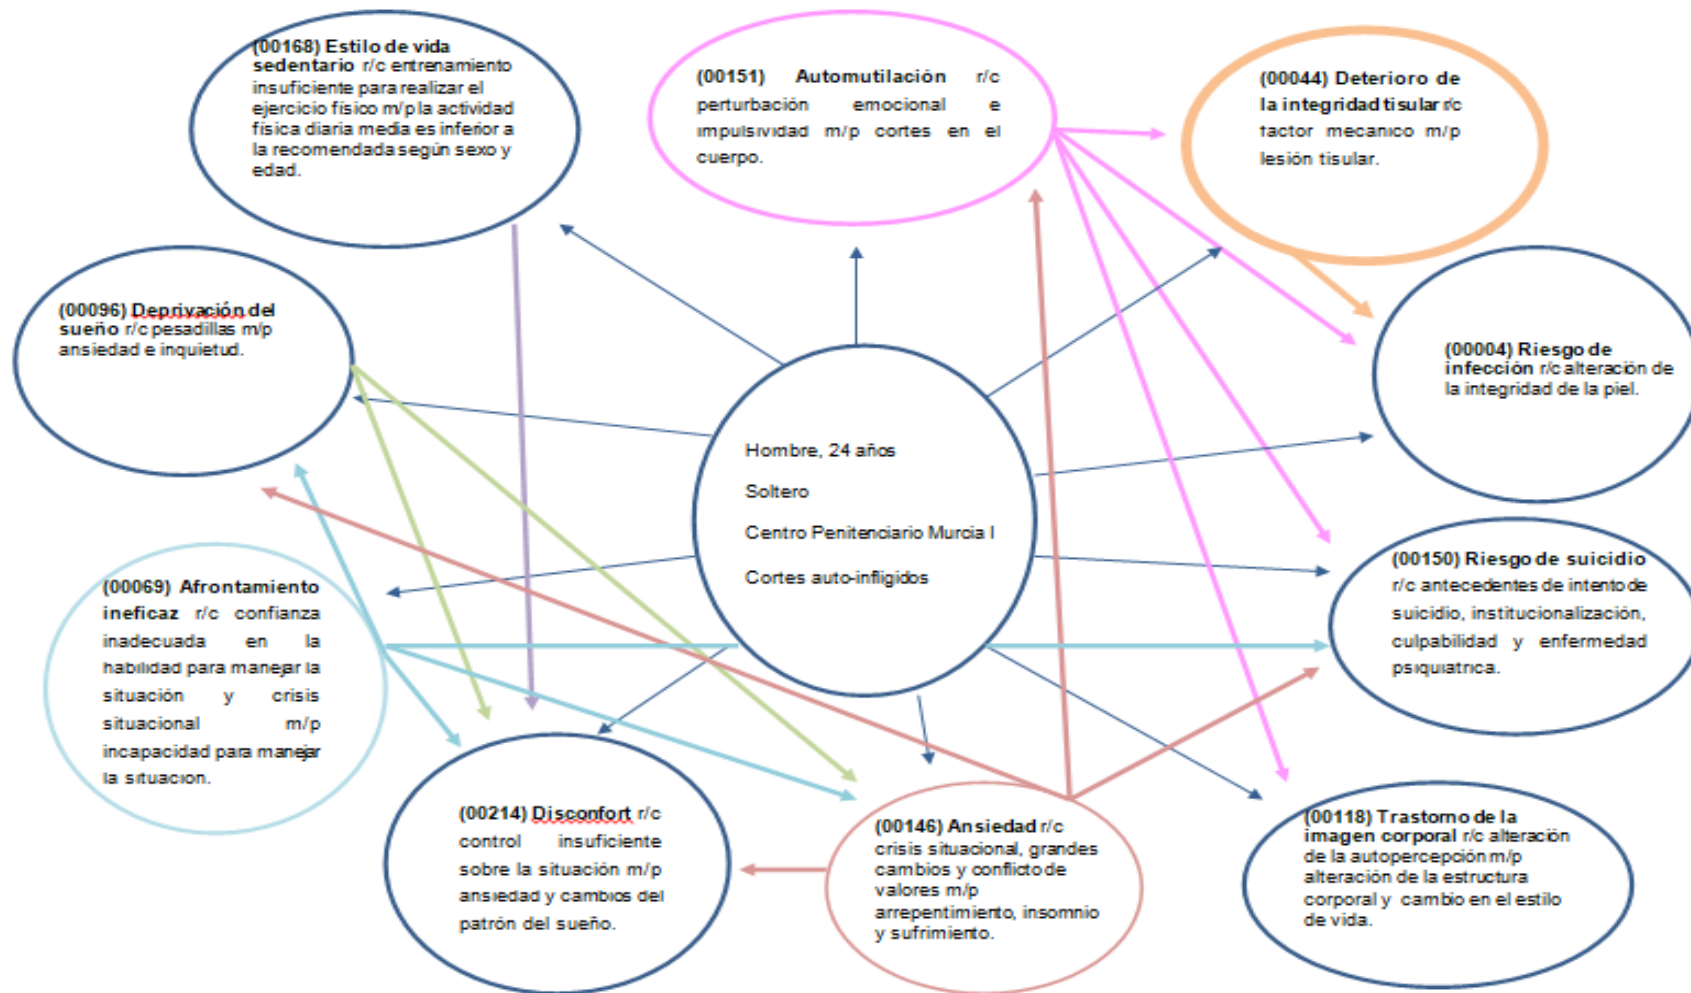 (00168) Estilo de vida
sedentario r/c entrenamiento
insuficiente para realizar el
ejercicio físico m/p la actividad
física diaria media es inferior a
la recomendada según sexo y
edad.
(00151) Automutilación r/c
perturbación emocional e
impulsividad m/p cortes en el
cuerpo.
(00044) Deterioro de
la integridad tisular r/c
factor mecanico m/p
lesión tisular.
(00096) Deprivación del
sueño r/c pesadillas m/p
ansiedad e inquietud.
(00004) Riesgo de
infección r/c alteración de
la integridad de la piel.
Hombre, 24 años
Soltero
Centro Penitenciario Murcia I
Cortes auto-infligidos
(00069) Afrontamiento
ineficaz r/c confianza
inadecuada en la
habilidad para manejar la
situación y crisis
situacional m/p
incapacidad para manejar
la situacion.
(00150) Riesgo de suicidio
r/c antecedentes de intento de
suicidio, institucionalización,
culpabilidad y enfermedad
psiquiatrica.
(00214) Disconfort r/c
control insuficiente
sobre la situación m/p
ansiedad y cambios del
patrón del sueño.
(00146) Ansiedad r/c
crisis situacional, grandes
cambios y conflicto de
valores m/p
arrepentimiento, insomnio
y sufrimiento.
(00118) Trastorno de la
imagen corporal r/c alteración
de la autopercepción m/p
alteración de la estructura
corporal y cambio en el estilo
de vida.